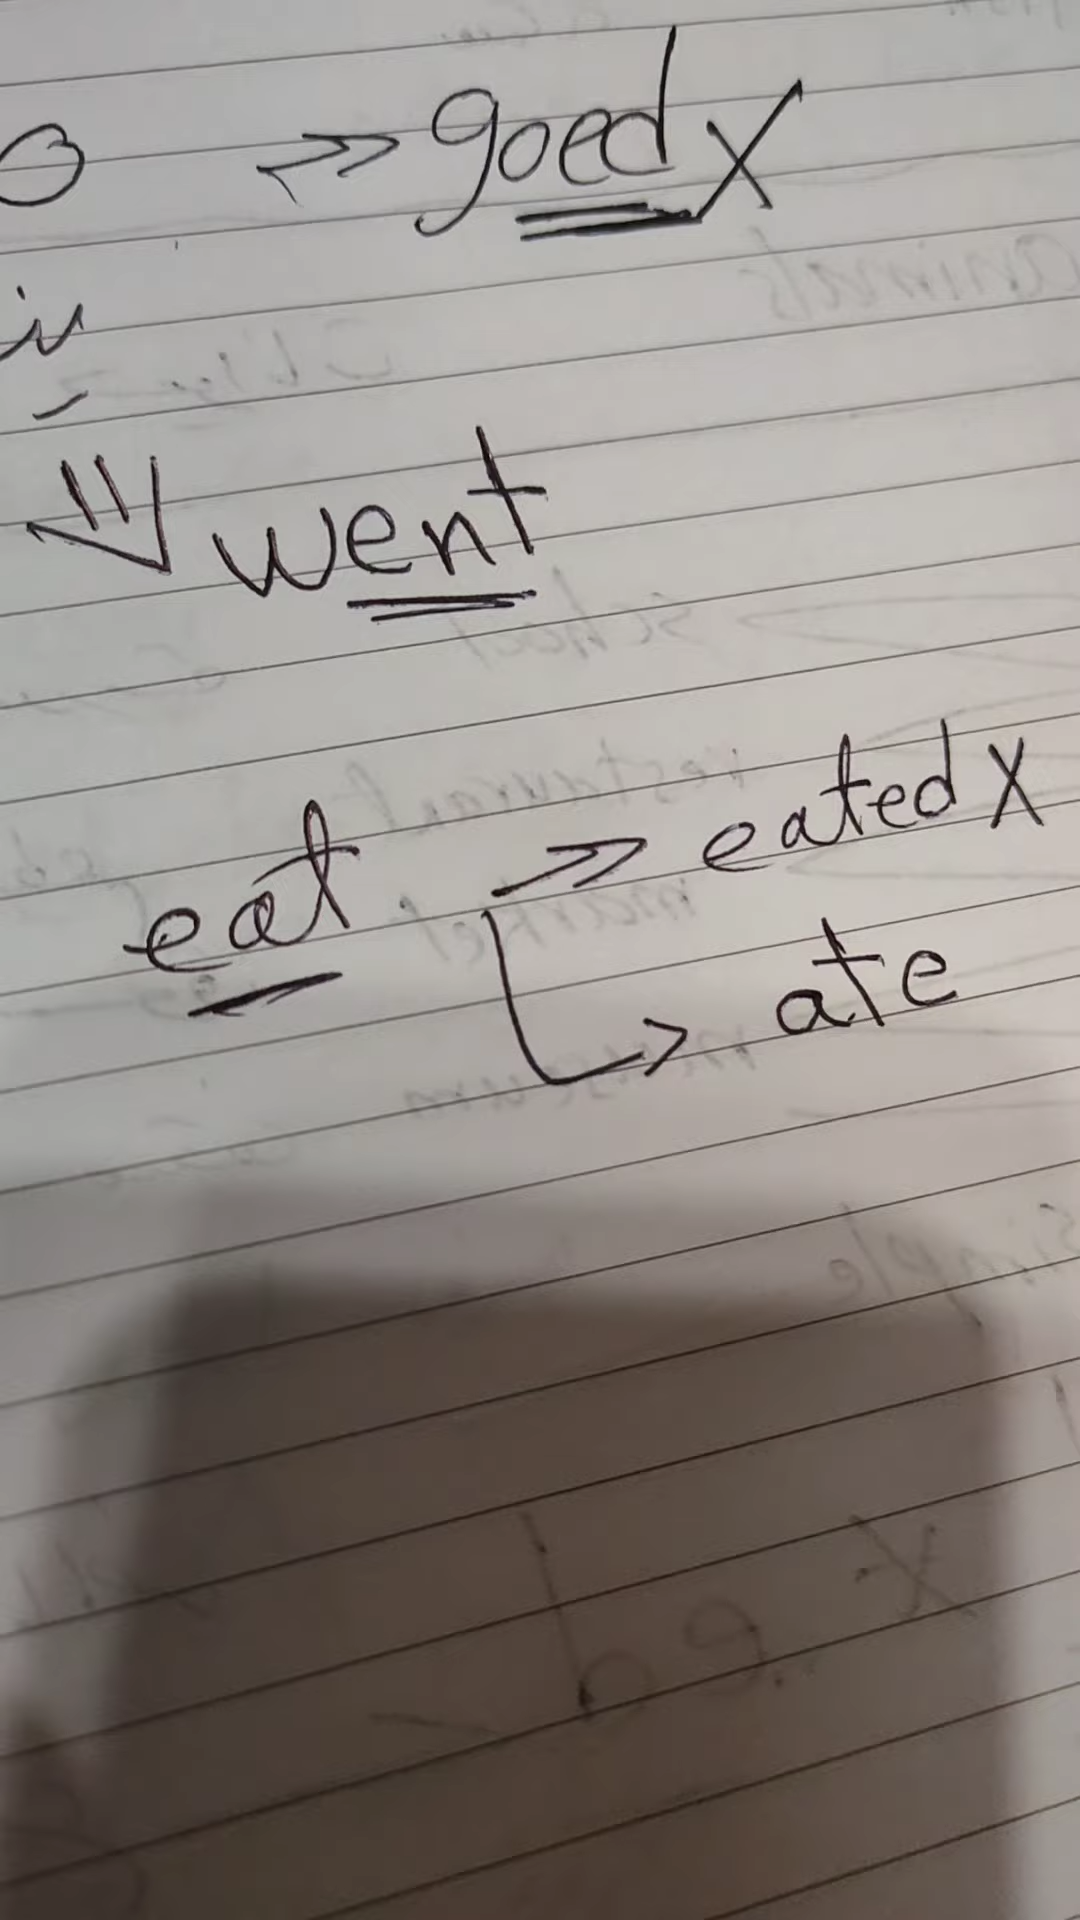 o >> goed X
went
eat >> eated X
→ ate